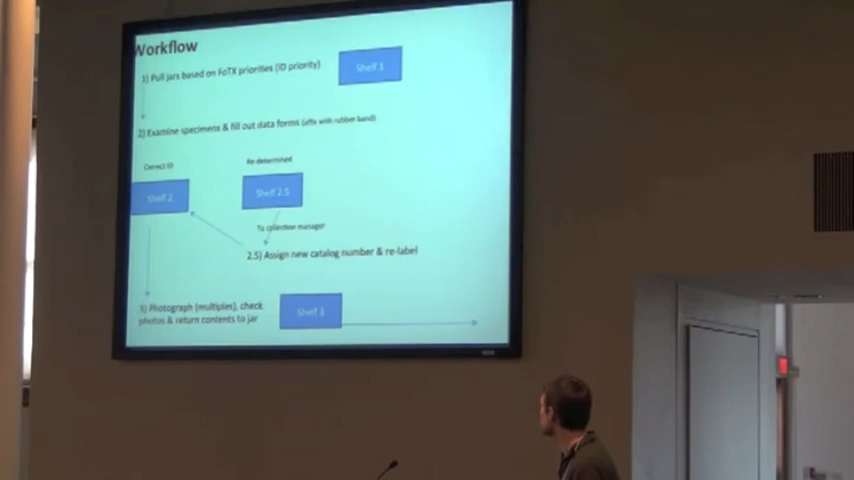 Workflow
1) Pull jars based on FoTX priorities (ID priority)
Shelf 1
2) Examine specimens & fill out data forms (affix with rubber band)
Correct ID
Re-determined
Shelf 2
Shelf 2.5
To collection manager
2.5) Assign new catalog number & re-label
3) Photograph (multiples), check
photos & return contents to jar
Shelf 3